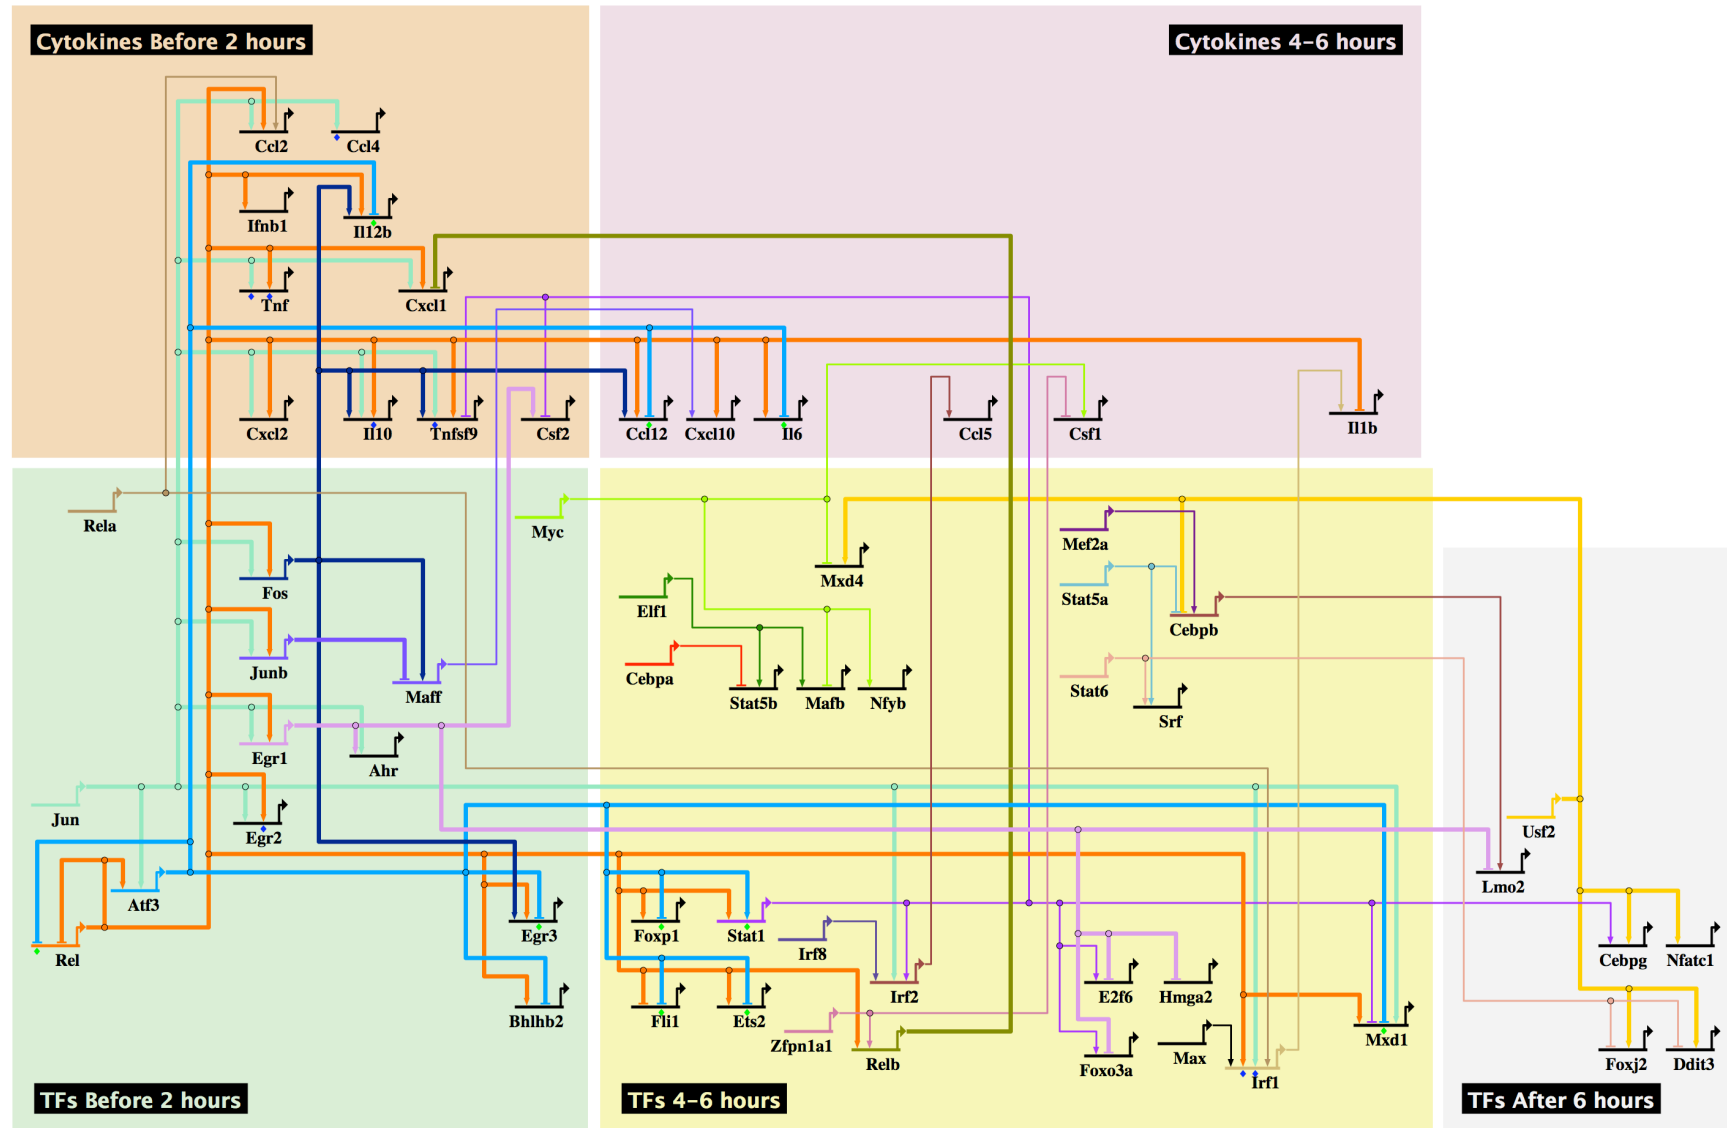 Cytokines Before 2 hours
Cytokines 4–6 hours
Ccl2
Ccl4
Ifnb1
Il12b
Tnf
Cxcl1
Cxcl2
Il10
Tnfsf9
Csf2
Ccl12
Cxcl10
Il6
Ccl5
Csf1
Il1b
Rela
Fos
Junb
Maff
Egr1
Ahr
Jun
Egr2
Atf3
Rel
Egr3
Bhlhb2
TFs Before 2 hours
Myc
Mxd4
Elf1
Cebpa
Stat5b
Mafb
Nfyb
Mef2a
Stat5a
Cebpb
Stat6
Srf
Foxp1
Stat1
Irf8
Irf2
Fli1
Ets2
Zfpn1a1
Relb
E2f6
Hmga2
Foxo3a
Max
Irf1
Mxd1
TFs 4–6 hours
Usf2
Lmo2
Cebpg
Nfatc1
Foxj2
Ddit3
TFs After 6 hours